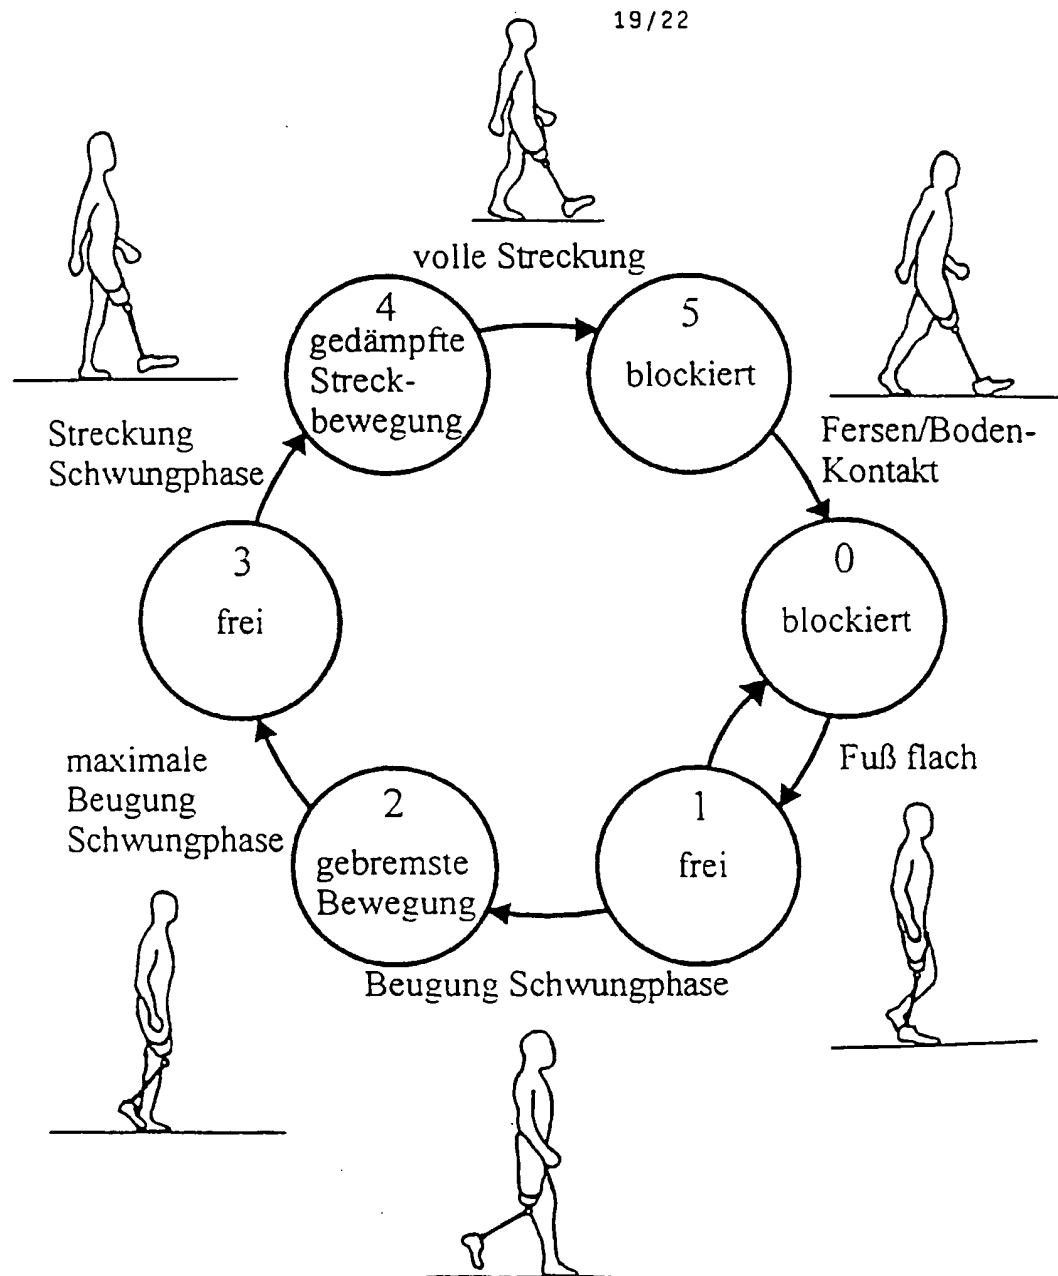 19/22
volle Streckung
4
gedämpfte
Streck-
bewegung
5
blockiert
Streckung
Schwungphase
Fersen/Boden-
Kontakt
3
frei
0
blockiert
maximale
Beugung
Schwungphase
Fuß flach
2
gebremste
Bewegung
1
frei
Beugung Schwungphase